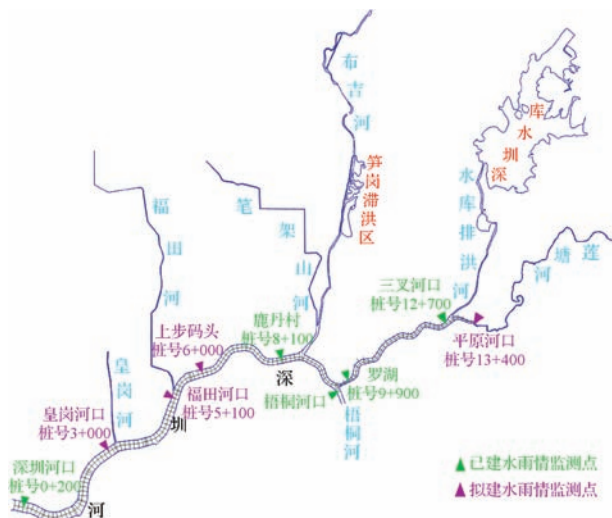 布吉河
笋岗滞洪区
深圳水库
水库排洪河
莲塘河
福田河
笔架山河
三叉河口
桩号12+700
鹿丹村
桩号8+100
上步码头
桩号6+000
平原河口
桩号13+400
深
罗湖
桩号9+900
梧桐河口
梧桐河
福田河口
桩号5+100
皇岗河
皇岗河口
桩号3+000
圳
深圳河口
桩号0+200
河
已建水雨情监测点
拟建水雨情监测点